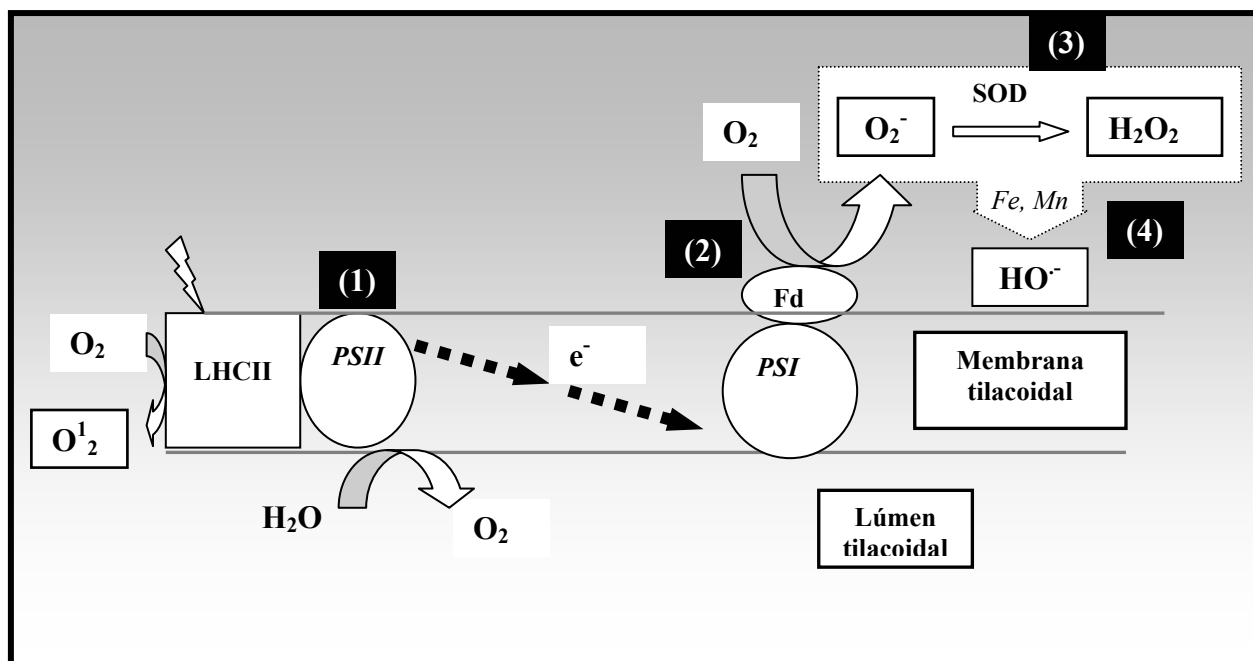 (3)
SOD
O₂
O₂⁻
H₂O₂
Fe, Mn
(4)
(2)
HO·⁻
(1)
Fd
O₂
LHCII
PSII
e⁻
PSI
Membrana
tilacoidal
O¹₂
H₂O
O₂
Lúmen
tilacoidal